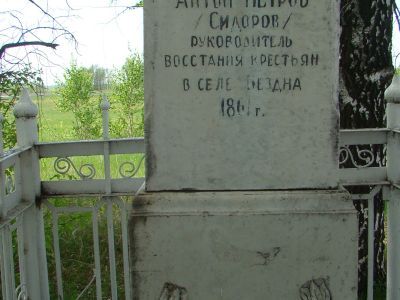 Антон Петров
/Сидоров/
руководитель
восстания крестьян
в селе Бездна
1861 г.